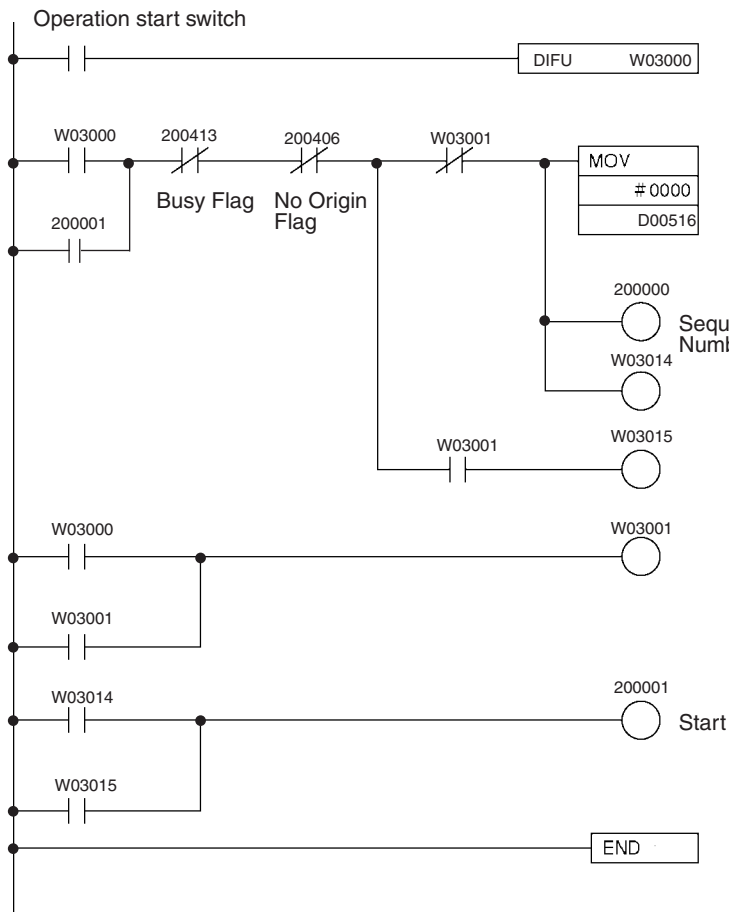 Operation start switch
DIFU W03000
W03000 200413 200406 W03001
MOV
#0000
D00516
Busy Flag No Origin
Flag
200001
200000
W03014
W03001 W03015
W03000 W03001
W03001
W03014 200001
Start
W03015
END